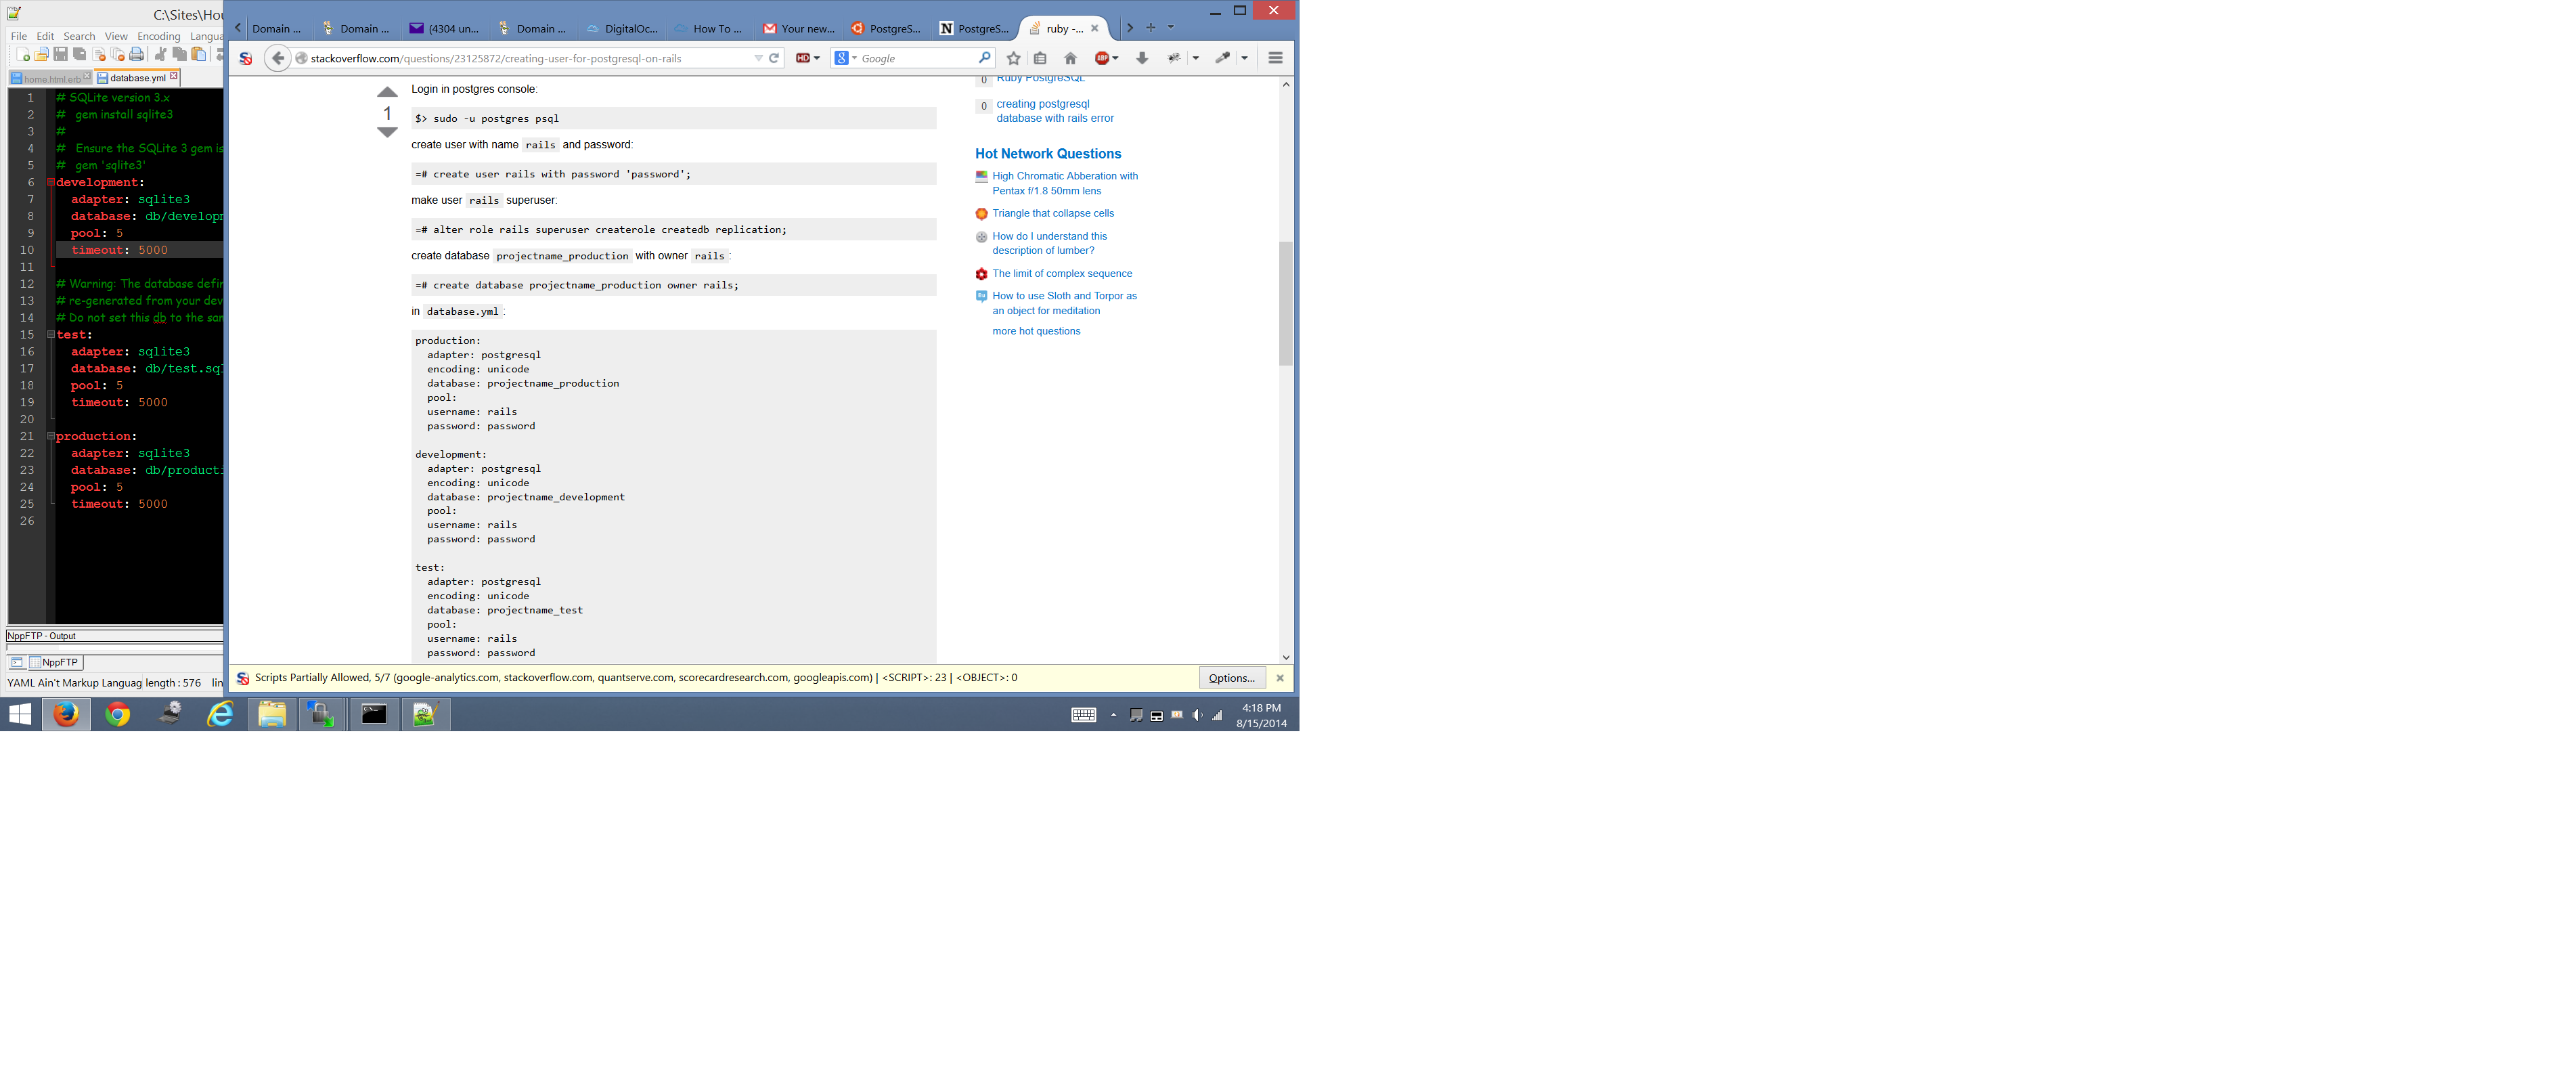 C:\Sites\Hou
File Edit Search View Encoding Langua
home.html.erb database.yml
1 # SQLite version 3.x
2 # gem install sqlite3
3 #
4 # Ensure the SQLite 3 gem is
5 # gem 'sqlite3'
6 development:
7 adapter: sqlite3
8 database: db/developm
9 pool: 5
10 timeout: 5000
11
12 # Warning: The database defin
13 # re-generated from your dev
14 # Do not set this db to the sam
15 test:
16 adapter: sqlite3
17 database: db/test.sql
18 pool: 5
19 timeout: 5000
20
21 production:
22 adapter: sqlite3
23 database: db/producti
24 pool: 5
25 timeout: 5000
26
NppFTP - Output
NppFTP
YAML Ain't Markup Languag length : 576 lin
Domain ... Domain ... (4304 un... Domain ... DigitalOc... How To ... Your new... PostgreS... PostgreS... ruby -...
stackoverflow.com/questions/23125872/creating-user-for-postgresql-on-rails
HD
Google
ABP
1
Login in postgres console:
$> sudo -u postgres psql
create user with name rails and password:
=# create user rails with password 'password';
make user rails superuser:
=# alter role rails superuser createrole createdb replication;
create database projectname_production with owner rails :
=# create database projectname_production owner rails;
in database.yml :
production:
adapter: postgresql
encoding: unicode
database: projectname_production
pool:
username: rails
password: password
development:
adapter: postgresql
encoding: unicode
database: projectname_development
pool:
username: rails
password: password
test:
adapter: postgresql
encoding: unicode
database: projectname_test
pool:
username: rails
password: password
0 Ruby PostgreSQL
0 creating postgresql
database with rails error
Hot Network Questions
High Chromatic Abberation with
Pentax f/1.8 50mm lens
Triangle that collapse cells
How do I understand this
description of lumber?
The limit of complex sequence
How to use Sloth and Torpor as
an object for meditation
more hot questions
Scripts Partially Allowed, 5/7 (google-analytics.com, stackoverflow.com, quantserve.com, scorecardresearch.com, googleapis.com) | <SCRIPT>: 23 | <OBJECT>: 0
Options...
4:18 PM
8/15/2014